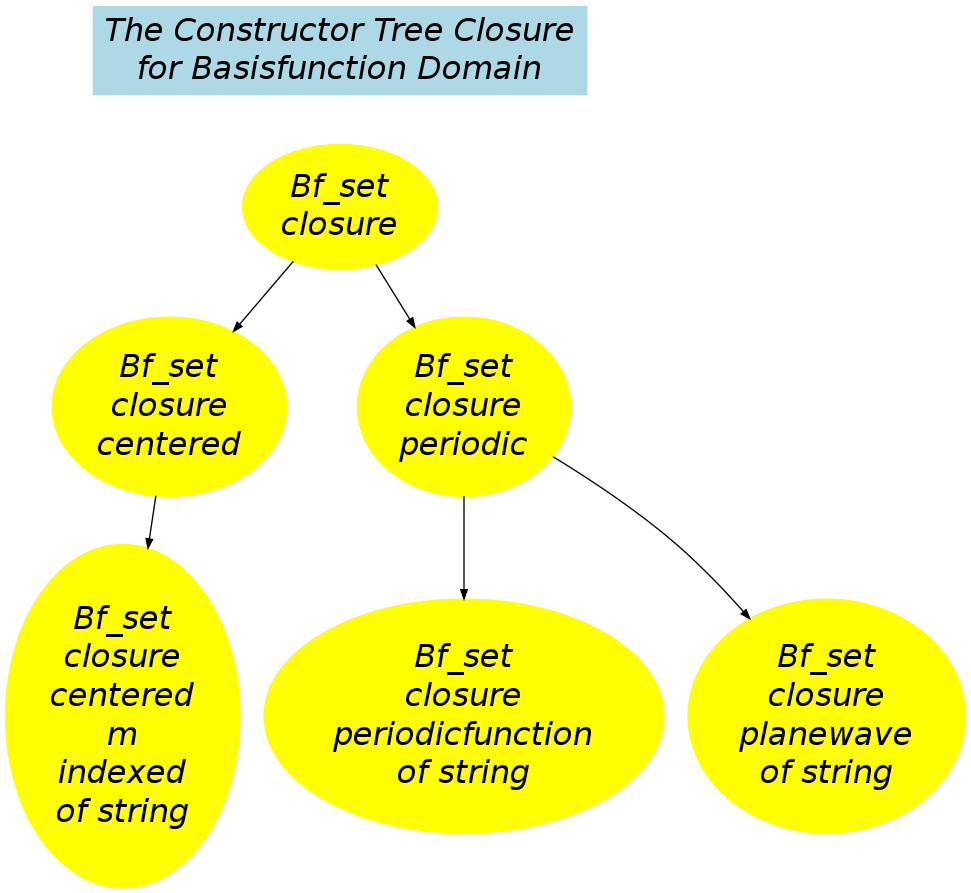 The Constructor Tree Closure
for Basisfunction Domain
Bf_set
closure
Bf_set
closure
centered
Bf_set
closure
periodic
Bf_set
closure
centered
m
indexed
of string
Bf_set
closure
periodicfunction
of string
Bf_set
closure
planewave
of string